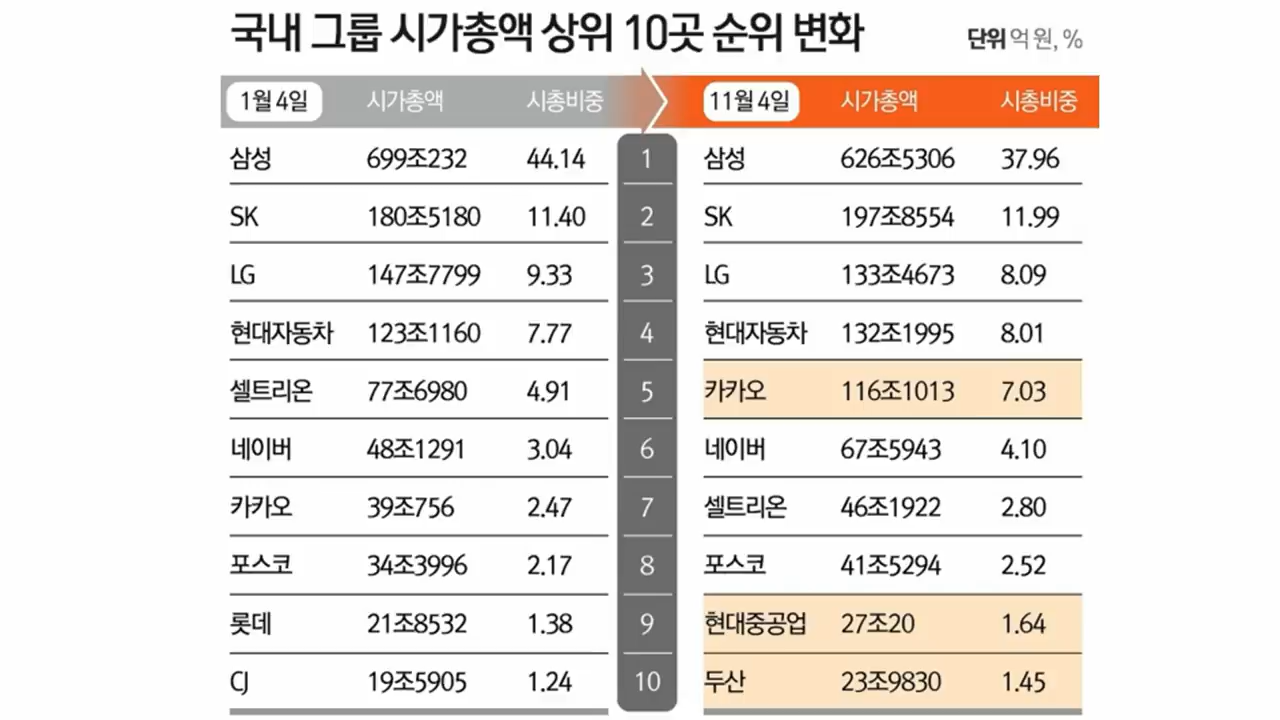 국내 그룹 시가총액 상위 10곳 순위 변화
단위 억 원, %
1월 4일 시가총액 시총비중 11월 4일 시가총액 시총비중
삼성 699조232 44.14 1 삼성 626조5306 37.96
SK 180조5180 11.40 2 SK 197조8554 11.99
LG 147조7799 9.33 3 LG 133조4673 8.09
현대자동차 123조1160 7.77 4 현대자동차 132조1995 8.01
셀트리온 77조6980 4.91 5 카카오 116조1013 7.03
네이버 48조1291 3.04 6 네이버 67조5943 4.10
카카오 39조756 2.47 7 셀트리온 46조1922 2.80
포스코 34조3996 2.17 8 포스코 41조5294 2.52
롯데 21조8532 1.38 9 현대중공업 27조20 1.64
CJ 19조5905 1.24 10 두산 23조9830 1.45